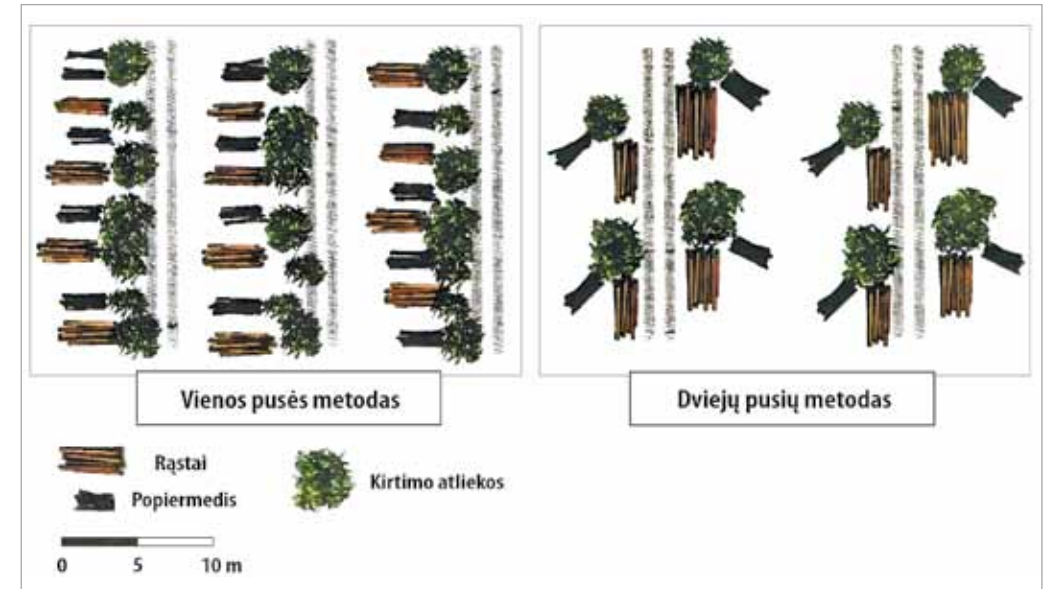 Vienos pusės metodas
Dviejų pusių metodas
Rąstai
Popiermedis
Kirtimo atliekos
0 5 10 m